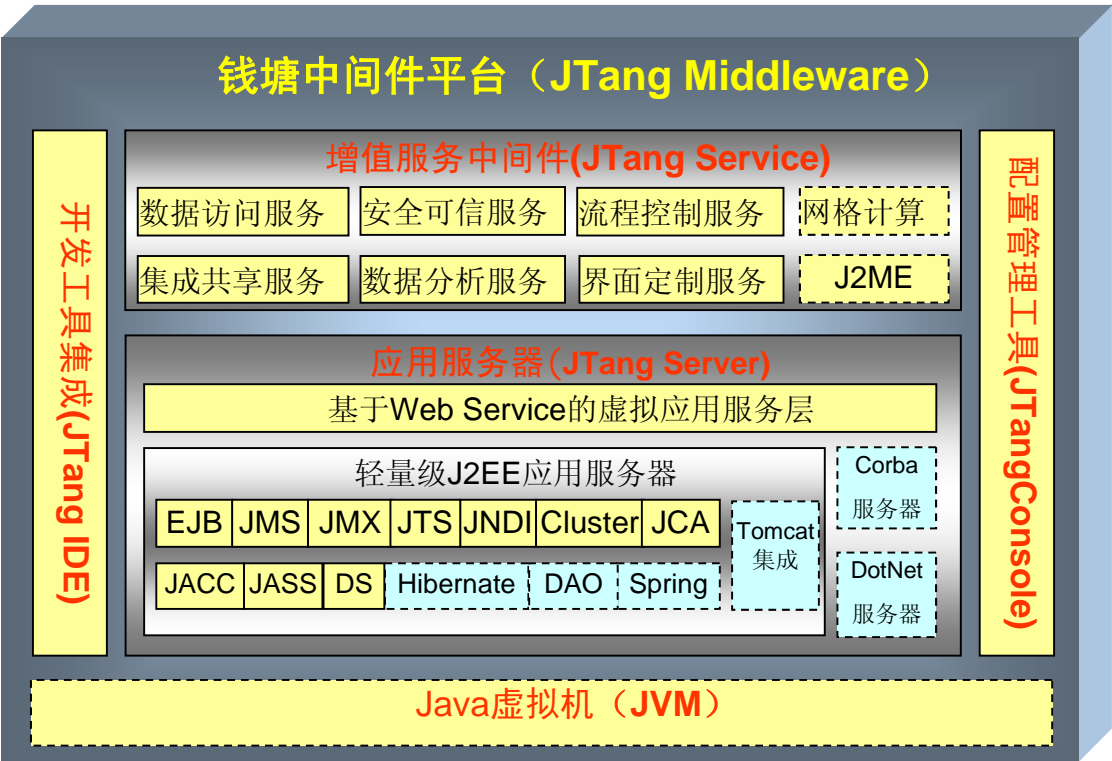 钱塘中间件平台（JTang Middleware）
开发工具集成(JTang IDE)
增值服务中间件(JTang Service)
数据访问服务
安全可信服务
流程控制服务
网格计算
集成共享服务
数据分析服务
界面定制服务
J2ME
应用服务器(JTang Server)
基于Web Service的虚拟应用服务层
轻量级J2EE应用服务器
EJB
JMS
JMX
JTS
JNDI
Cluster
JCA
JACC
JASS
DS
Hibernate
DAO
Spring
Tomcat
集成
Corba
服务器
DotNet
服务器
配置管理工具(JTangConsole)
Java虚拟机（JVM）